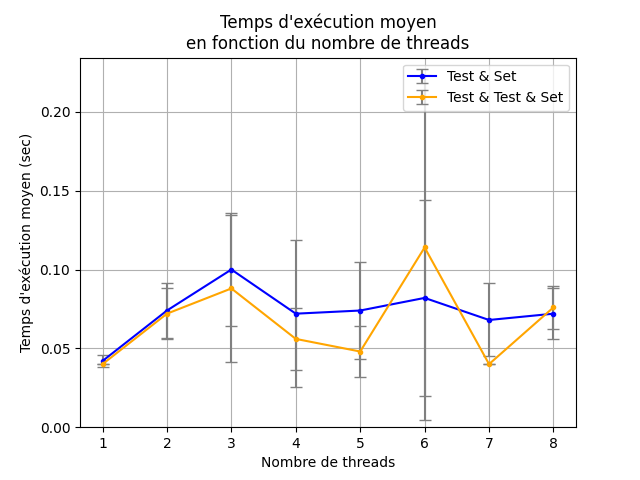 Temps d'exécution moyen
en fonction du nombre de threads
Test & Set
Test & Test & Set
Temps d'exécution moyen (sec)
0.20
0.15
0.10
0.05
0.00
1 2 3 4 5 6 7 8
Nombre de threads